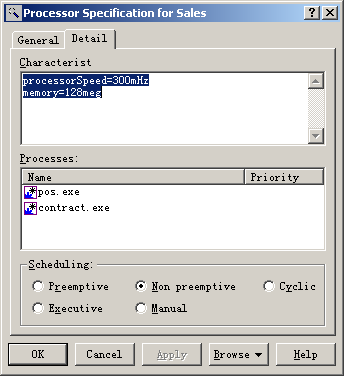 Processor Specification for Sales
General Detail
Characterist
processorSpeed=300mHz
memory=128meg
Processes:
Name Priority
pos.exe
contract.exe
Scheduling:
Preemptive Non preemptive Cyclic
Executive Manual
OK Cancel Apply Browse Help